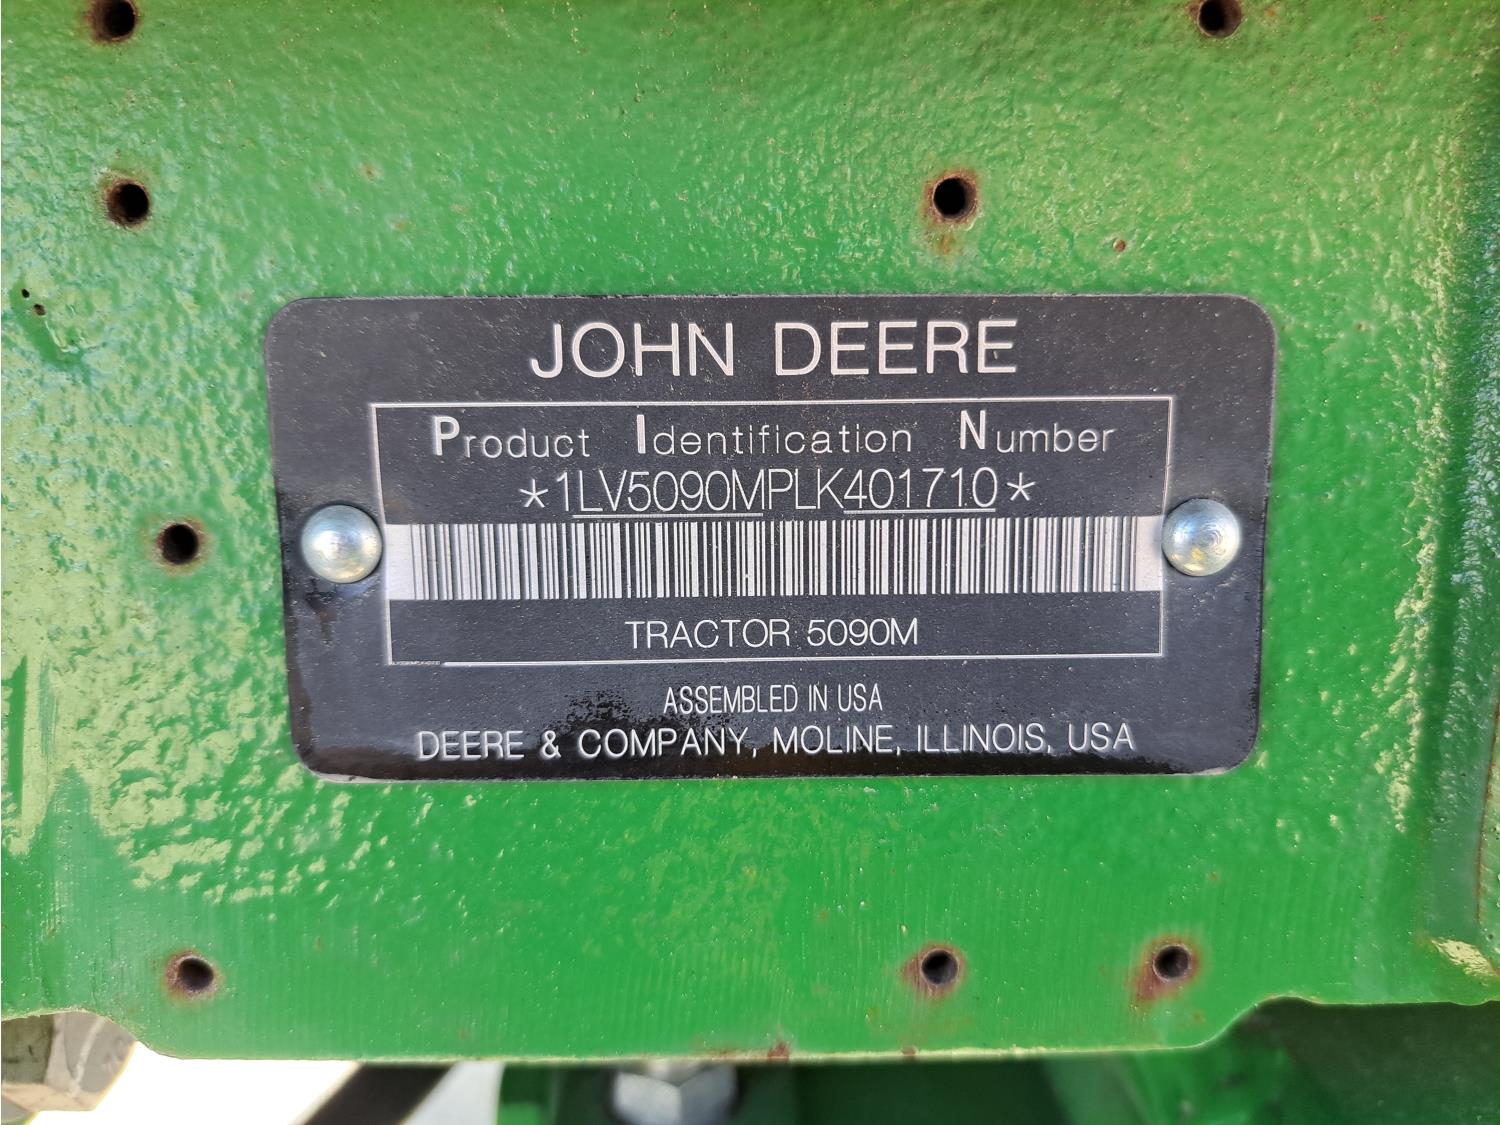 JOHN DEERE
Product Identification Number
*1LV5090MPLK401710*
TRACTOR 5090M
ASSEMBLED IN USA
DEERE & COMPANY, MOLINE, ILLINOIS, USA